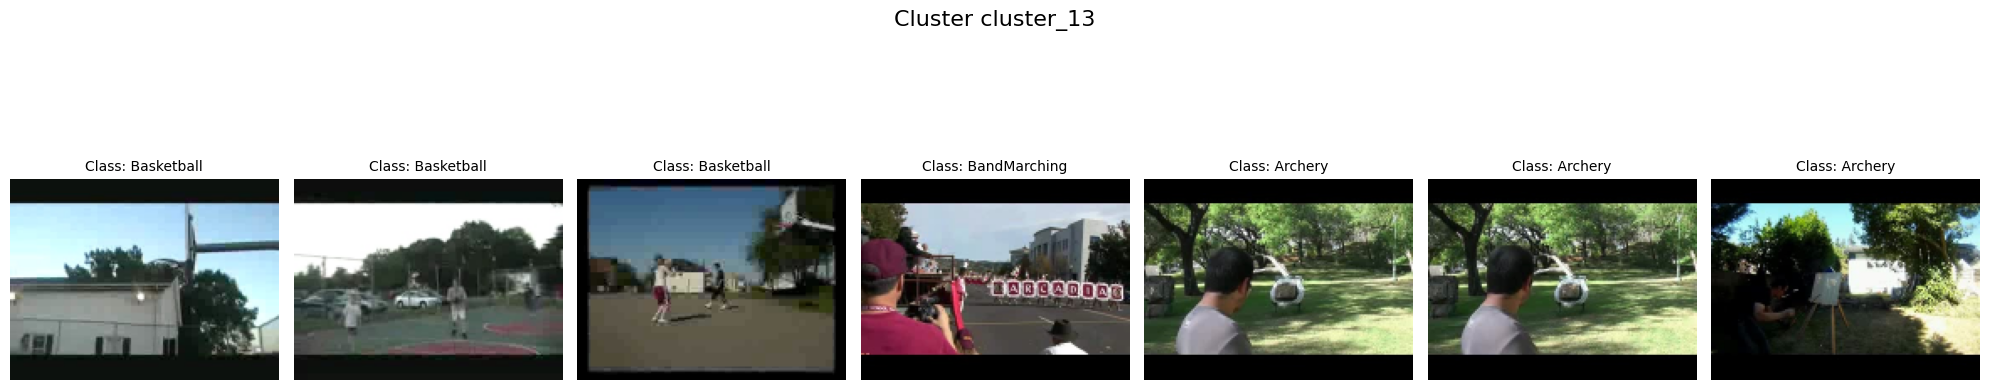 Cluster cluster_13
Class: Basketball
Class: Basketball
Class: Basketball
Class: BandMarching
Class: Archery
Class: Archery
Class: Archery
ARCADIA